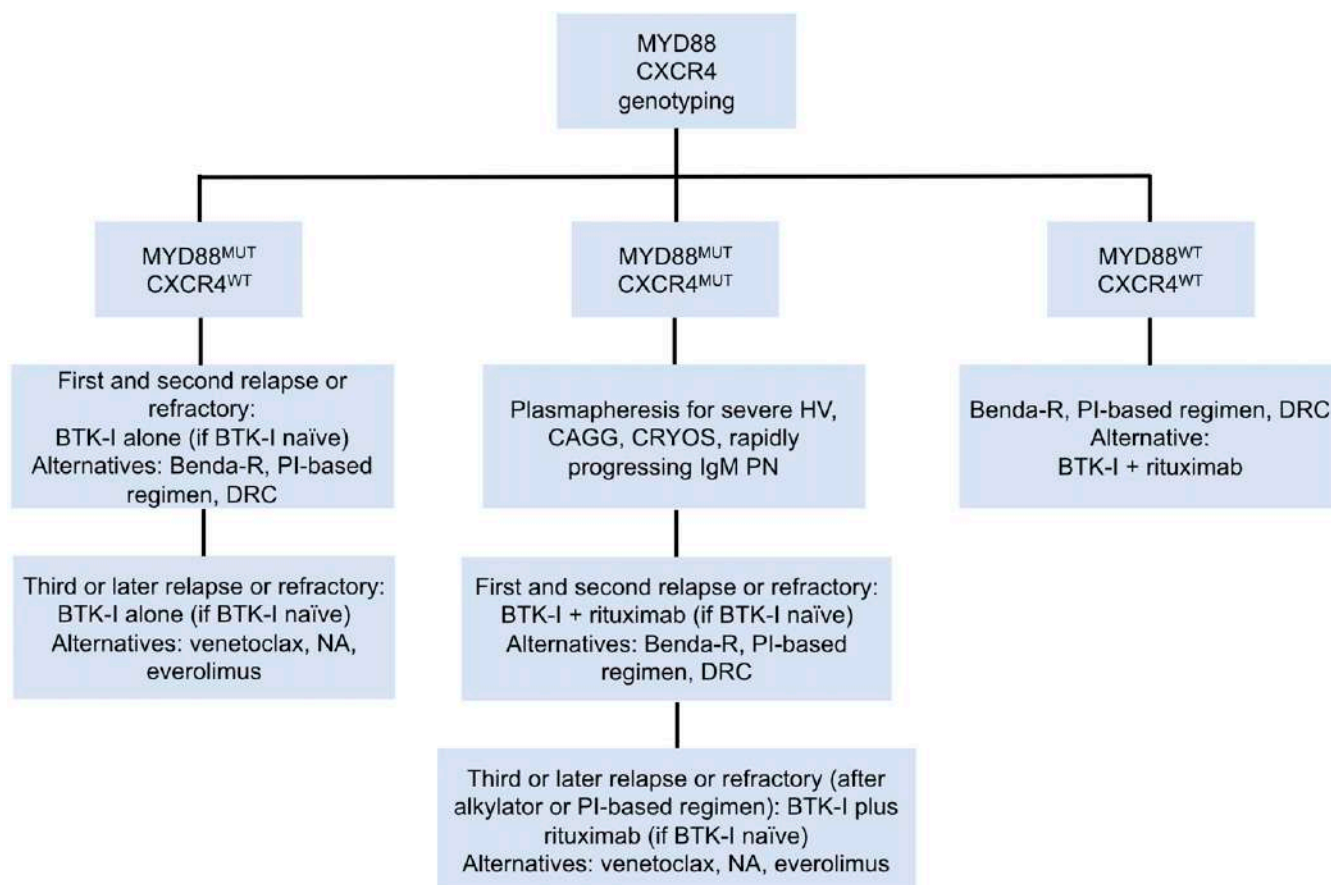 MYD88
CXCR4
genotyping
MYD88ᴹᵁᵀ
CXCR4ᵂᵀ
MYD88ᴹᵁᵀ
CXCR4ᴹᵁᵀ
MYD88ᵂᵀ
CXCR4ᵂᵀ
First and second relapse or
refractory:
BTK-I alone (if BTK-I naïve)
Alternatives: Benda-R, PI-based
regimen, DRC
Plasmapheresis for severe HV,
CAGG, CRYOS, rapidly
progressing IgM PN
Benda-R, PI-based regimen, DRC
Alternative:
BTK-I + rituximab
Third or later relapse or refractory:
BTK-I alone (if BTK-I naïve)
Alternatives: venetoclax, NA,
everolimus
First and second relapse or refractory:
BTK-I + rituximab (if BTK-I naïve)
Alternatives: Benda-R, PI-based
regimen, DRC
Third or later relapse or refractory (after
alkylator or PI-based regimen): BTK-I plus
rituximab (if BTK-I naïve)
Alternatives: venetoclax, NA, everolimus